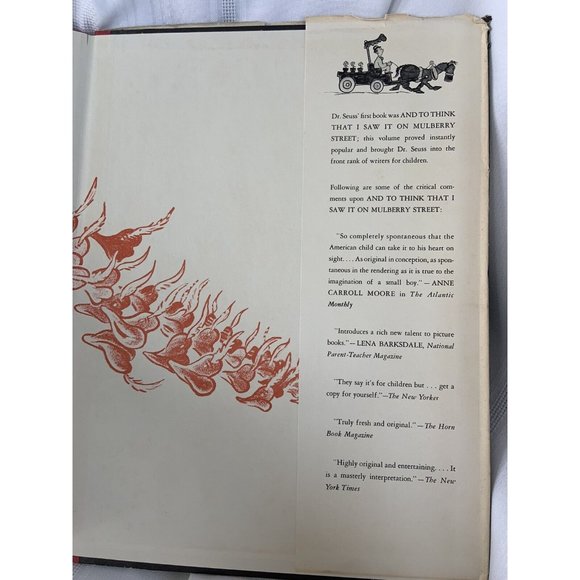 Dr. Seuss' first book was AND TO THINK
THAT I SAW IT ON MULBERRY
STREET; this volume proved instantly
popular and brought Dr. Seuss into the
front rank of writers for children.
Following are some of the critical com-
ments upon AND TO THINK THAT I
SAW IT ON MULBERRY STREET:
"So completely spontaneous that the
American child can take it to his heart on
sight. . . . As original in conception, as spon-
taneous in the rendering as it is true to the
imagination of a small boy."—ANNE
CARROLL MOORE in The Atlantic
Monthly
"Introduces a rich new talent to picture
books."—LENA BARKSDALE, National
Parent-Teacher Magazine
"They say it's for children but . . . get a
copy for yourself."—The New Yorker
"Truly fresh and original."—The Horn
Book Magazine
"Highly original and entertaining. . . . It
is a masterly interpretation."—The New
York Times